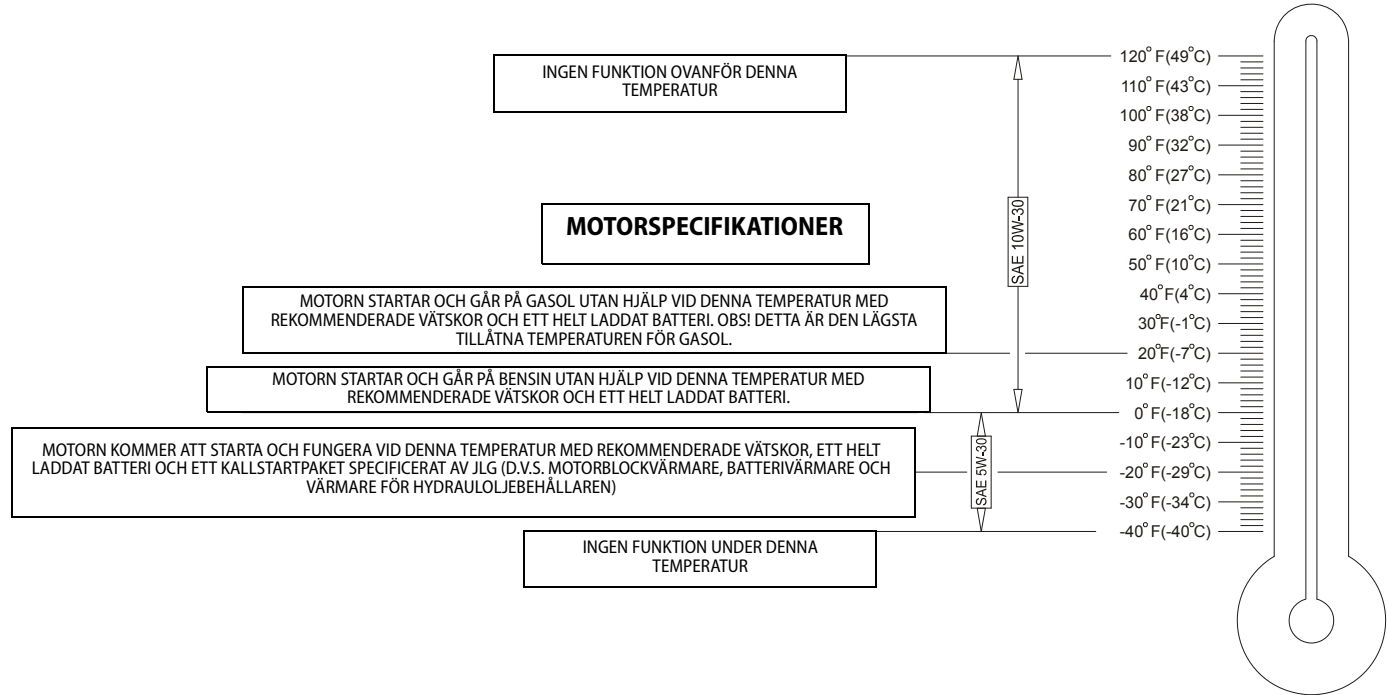 INGEN FUNKTION OVANFÖR DENNA
TEMPERATUR
MOTORSPECIFIKATIONER
MOTORN STARTAR OCH GÅR PÅ GASOL UTAN HJÄLP VID DENNA TEMPERATUR MED
REKOMMENDERADE VÄTSKOR OCH ETT HELT LADDAT BATTERI. OBS! DETTA ÄR DEN LÄGSTA
TILLÅTNA TEMPERATUREN FÖR GASOL.
MOTORN STARTAR OCH GÅR PÅ BENSIN UTAN HJÄLP VID DENNA TEMPERATUR MED
REKOMMENDERADE VÄTSKOR OCH ETT HELT LADDAT BATTERI.
MOTORN KOMMER ATT STARTA OCH FUNGERA VID DENNA TEMPERATUR MED REKOMMENDERADE VÄTSKOR, ETT HELT
LADDAT BATTERI OCH ETT KALLSTARTPAKET SPECIFICERAT AV JLG (D.V.S. MOTORBLOCKVÄRMARE, BATTERIVÄRMARE OCH
VÄRMARE FÖR HYDRAULOLJEBEHÅLLAREN)
INGEN FUNKTION UNDER DENNA
TEMPERATUR
SAE 10W-30
SAE 5W-30
120° F(49°C)
110° F(43°C)
100° F(38°C)
90° F(32°C)
80° F(27°C)
70° F(21°C)
60° F(16°C)
50° F(10°C)
40°F(4°C)
30°F(-1°C)
20°F(-7°C)
10°F(-12°C)
0°F(-18°C)
-10°F(-23°C)
-20°F(-29°C)
-30°F(-34°C)
-40°F(-40°C)